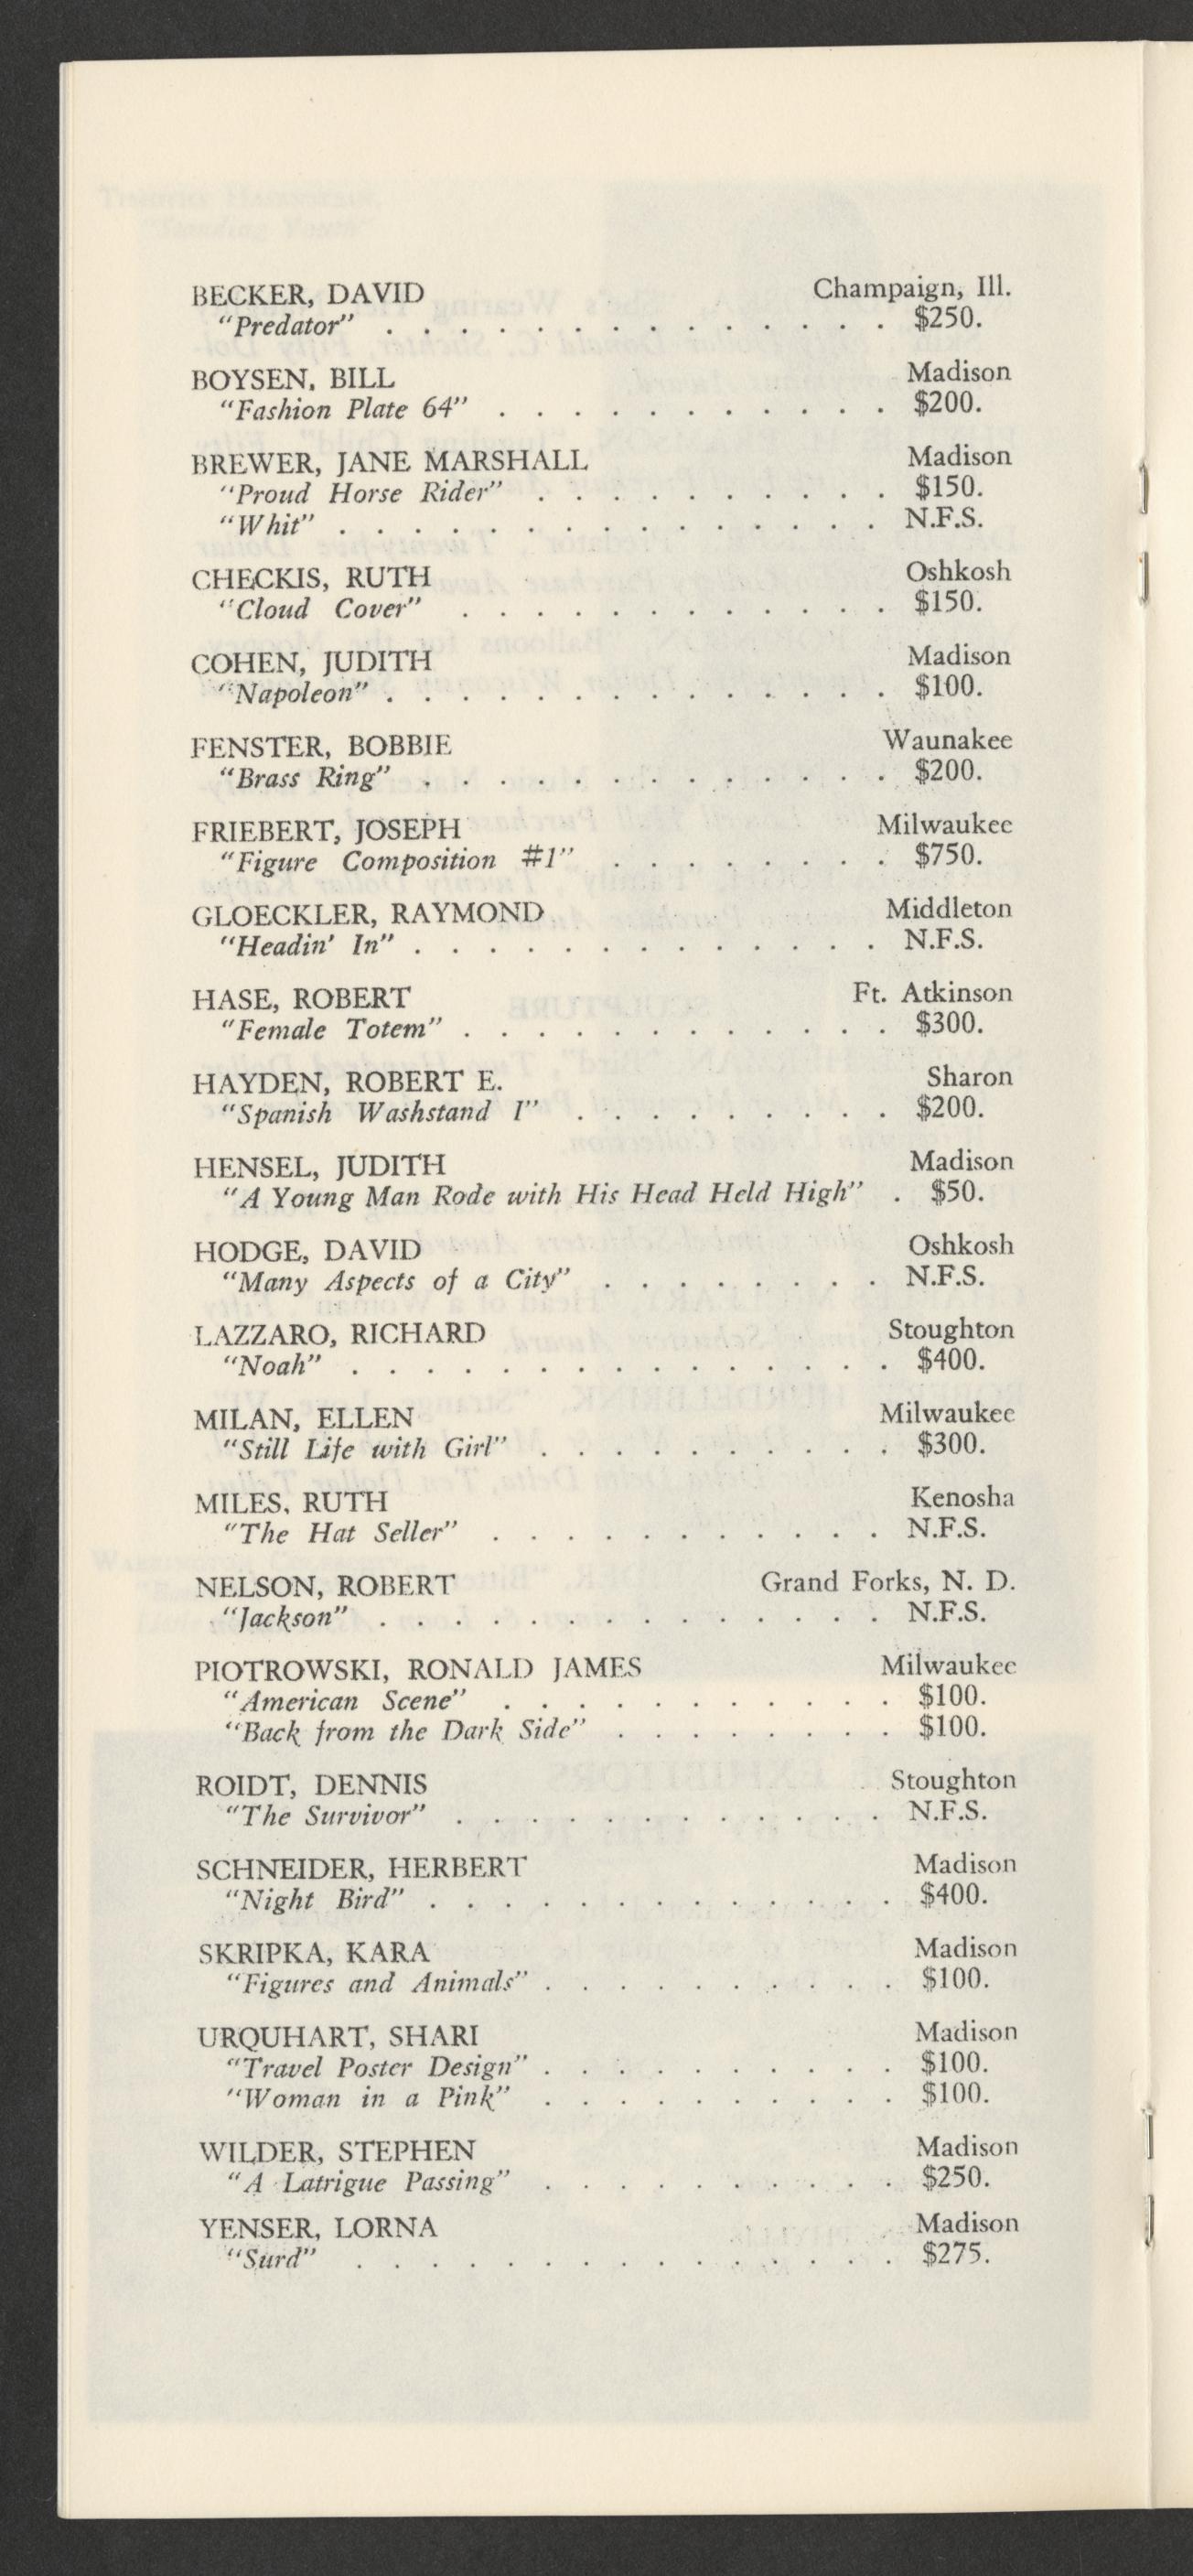 BECKER, DAVID Champaign, Ill.
"Predator" . . . . . . . . . . . . . . $250.
BOYSEN, BILL Madison
"Fashion Plate 64" . . . . . . . . . . . $200.
BREWER, JANE MARSHALL Madison
"Proud Horse Rider" . . . . . . . . . . $150.
"Whit" . . . . . . . . . . . . . . . N.F.S.
CHECKIS, RUTH Oshkosh
"Cloud Cover" . . . . . . . . . . . . $150.
COHEN, JUDITH Madison
"Napoleon" . . . . . . . . . . . . . . $100.
FENSTER, BOBBIE Waunakee
"Brass Ring" . . . . . . . . . . . . . $200.
FRIEBERT, JOSEPH Milwaukee
"Figure Composition #1" . . . . . . . . $750.
GLOECKLER, RAYMOND Middleton
"Headin' In" . . . . . . . . . . . . . N.F.S.
HASE, ROBERT Ft. Atkinson
"Female Totem" . . . . . . . . . . . . $300.
HAYDEN, ROBERT E. Sharon
"Spanish Washstand I" . . . . . . . . . $200.
HENSEL, JUDITH Madison
"A Young Man Rode with His Head Held High" . $50.
HODGE, DAVID Oshkosh
"Many Aspects of a City" . . . . . . . . N.F.S.
LAZZARO, RICHARD Stoughton
"Noah" . . . . . . . . . . . . . . . $400.
MILAN, ELLEN Milwaukee
"Still Life with Girl" . . . . . . . . . . $300.
MILES, RUTH Kenosha
"The Hat Seller" . . . . . . . . . . . N.F.S.
NELSON, ROBERT Grand Forks, N. D.
"Jackson" . . . . . . . . . . . . . . N.F.S.
PIOTROWSKI, RONALD JAMES Milwaukee
"American Scene" . . . . . . . . . . . $100.
"Back from the Dark Side" . . . . . . . . $100.
ROIDT, DENNIS Stoughton
"The Survivor" . . . . . . . . . . . . N.F.S.
SCHNEIDER, HERBERT Madison
"Night Bird" . . . . . . . . . . . . . $400.
SKRIPKA, KARA Madison
"Figures and Animals" . . . . . . . . . . $100.
URQUHART, SHARI Madison
"Travel Poster Design" . . . . . . . . . . $100.
"Woman in a Pink" . . . . . . . . . . $100.
WILDER, STEPHEN Madison
"A Latrigue Passing" . . . . . . . . . . $250.
YENSER, LORNA Madison
"Surd" . . . . . . . . . . . . . . . $275.